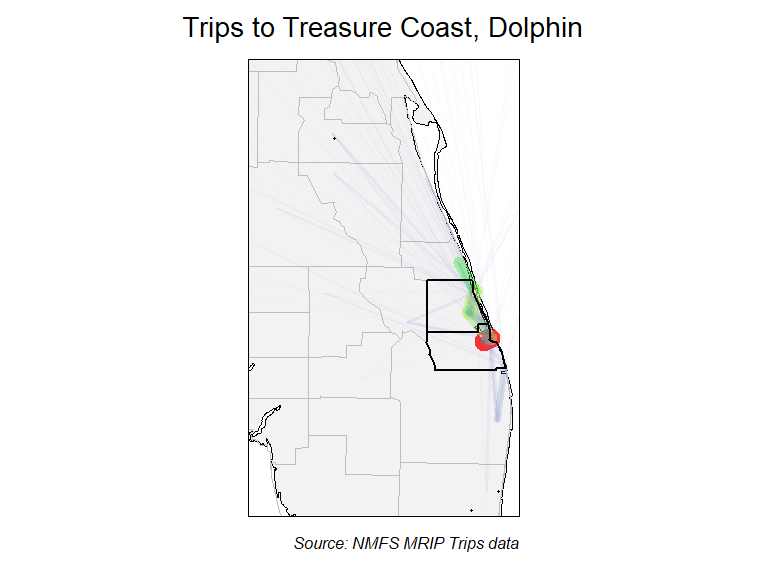 Trips to Treasure Coast, Dolphin
Source: NMFS MRIP Trips data